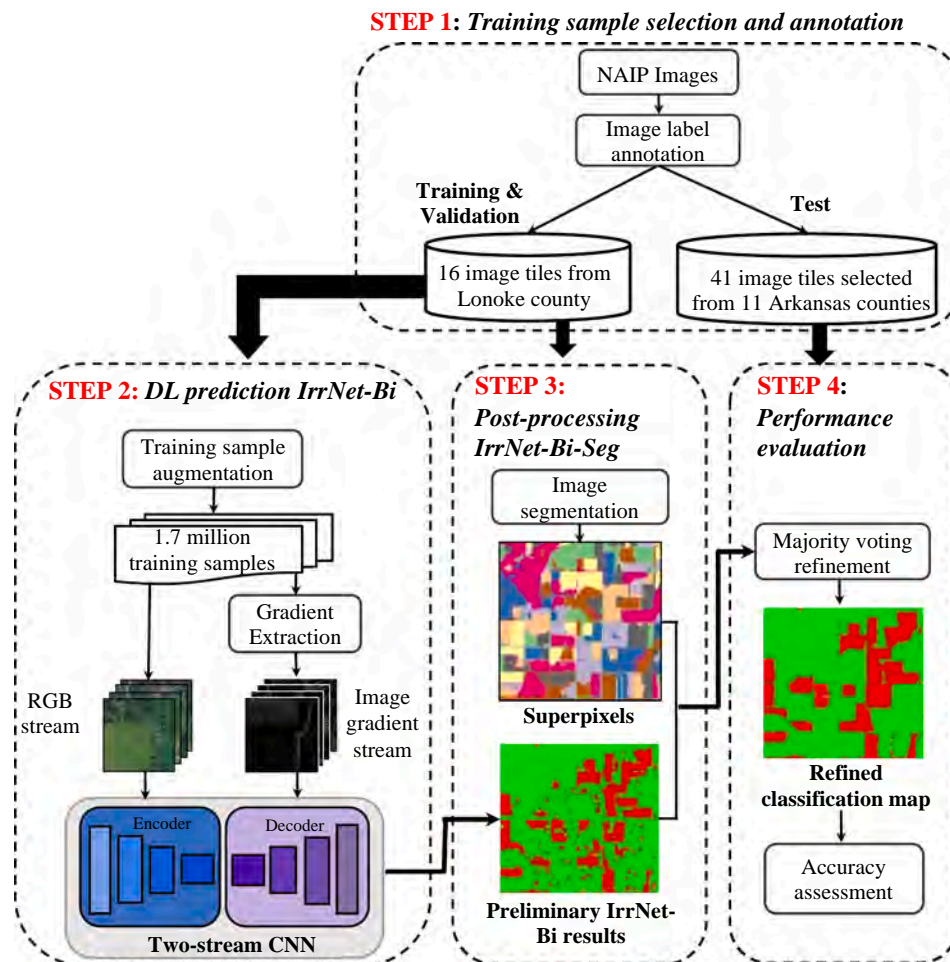 STEP 1: Training sample selection and annotation
NAIP Images
Image label
annotation
Training &
Validation
Test
16 image tiles from
Lonoke county
41 image tiles selected
from 11 Arkansas counties
STEP 2: DL prediction IrrNet-Bi
Training sample
augmentation
1.7 million
training samples
Gradient
Extraction
RGB
stream
Image
gradient
stream
Encoder
Decoder
Two-stream CNN
STEP 3:
Post-processing
IrrNet-Bi-Seg
Image
segmentation
Superpixels
Preliminary IrrNet-
Bi results
STEP 4:
Performance
evaluation
Majority voting
refinement
Refined
classification map
Accuracy
assessment